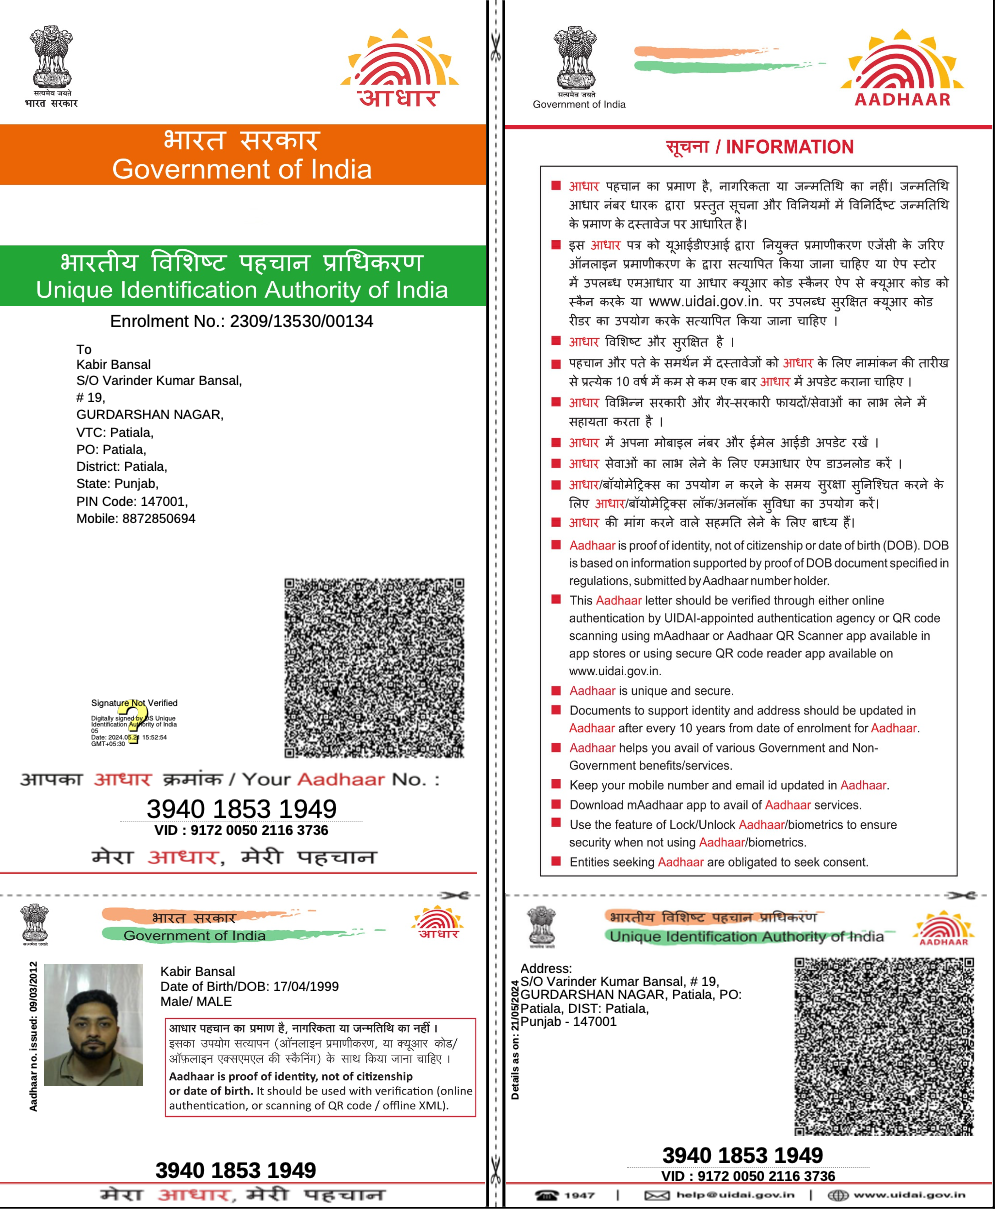 सत्यमेव जयते
भारत सरकार
आधार
भारत सरकार
Government of India
भारतीय विशिष्ट पहचान प्राधिकरण
Unique Identification Authority of India
Enrolment No.: 2309/13530/00134
To
Kabir Bansal
S/O Varinder Kumar Bansal,
# 19,
GURDARSHAN NAGAR,
VTC: Patiala,
PO: Patiala,
District: Patiala,
State: Punjab,
PIN Code: 147001,
Mobile: 8872850694
Signature Not Verified
Digitally signed by DS Unique
Identification Authority of India
05
Date: 2024.05.21 15:52:54
GMT+05:30
आपका आधार क्रमांक / Your Aadhaar No. :
3940 1853 1949
VID : 9172 0050 2116 3736
मेरा आधार, मेरी पहचान
भारत सरकार
Government of India
आधार
Aadhaar no. issued: 09/03/2012
Kabir Bansal
Date of Birth/DOB: 17/04/1999
Male/ MALE
आधार पहचान का प्रमाण है, नागरिकता या जन्मतिथि का नहीं ।
इसका उपयोग सत्यापन (ऑनलाइन प्रमाणीकरण, या क्यूआर कोड/
ऑफ़लाइन एक्सएमएल की स्कैनिंग) के साथ किया जाना चाहिए ।
Aadhaar is proof of identity, not of citizenship
or date of birth. It should be used with verification (online
authentication, or scanning of QR code / offline XML).
3940 1853 1949
मेरा आधार, मेरी पहचान
सत्यमेव जयते
Government of India
AADHAAR
सूचना / INFORMATION
आधार पहचान का प्रमाण है, नागरिकता या जन्मतिथि का नहीं। जन्मतिथि
आधार नंबर धारक द्वारा प्रस्तुत सूचना और विनियमों में विनिर्दिष्ट जन्मतिथि
के प्रमाण के दस्तावेज पर आधारित है।
इस आधार पत्र को यूआईडीएआई द्वारा नियुक्त प्रमाणीकरण एजेंसी के जरिए
ऑनलाइन प्रमाणीकरण के द्वारा सत्यापित किया जाना चाहिए या ऐप स्टोर
में उपलब्ध एमआधार या आधार क्यूआर कोड स्कैनर ऐप से क्यूआर कोड को
स्कैन करके या www.uidai.gov.in. पर उपलब्ध सुरक्षित क्यूआर कोड
रीडर का उपयोग करके सत्यापित किया जाना चाहिए ।
आधार विशिष्ट और सुरक्षित है ।
पहचान और पते के समर्थन में दस्तावेजों को आधार के लिए नामांकन की तारीख
से प्रत्येक 10 वर्ष में कम से कम एक बार आधार में अपडेट कराना चाहिए ।
आधार विभिन्न सरकारी और गैर-सरकारी फायदों/सेवाओं का लाभ लेने में
सहायता करता है ।
आधार में अपना मोबाइल नंबर और ईमेल आईडी अपडेट रखें ।
आधार सेवाओं का लाभ लेने के लिए एमआधार ऐप डाउनलोड करें ।
आधार/बॉयोमेट्रिक्स का उपयोग न करने के समय सुरक्षा सुनिश्चित करने के
लिए आधार/बॉयोमेट्रिक्स लॉक/अनलॉक सुविधा का उपयोग करें।
आधार की मांग करने वाले सहमति लेने के लिए बाध्य हैं।
Aadhaar is proof of identity, not of citizenship or date of birth (DOB). DOB
is based on information supported by proof of DOB document specified in
regulations, submitted by Aadhaar number holder.
This Aadhaar letter should be verified through either online
authentication by UIDAI-appointed authentication agency or QR code
scanning using mAadhaar or Aadhaar QR Scanner app available in
app stores or using secure QR code reader app available on
www.uidai.gov.in.
Aadhaar is unique and secure.
Documents to support identity and address should be updated in
Aadhaar after every 10 years from date of enrolment for Aadhaar.
Aadhaar helps you avail of various Government and Non-
Government benefits/services.
Keep your mobile number and email id updated in Aadhaar.
Download mAadhaar app to avail of Aadhaar services.
Use the feature of Lock/Unlock Aadhaar/biometrics to ensure
security when not using Aadhaar/biometrics.
Entities seeking Aadhaar are obligated to seek consent.
भारतीय विशिष्ट पहचान प्राधिकरण
Unique Identification Authority of India
AADHAAR
Details as on: 21/05/2024
Address:
S/O Varinder Kumar Bansal, # 19,
GURDARSHAN NAGAR, Patiala, PO:
Patiala, DIST: Patiala,
Punjab - 147001
3940 1853 1949
VID : 9172 0050 2116 3736
1947 | help@uidai.gov.in | www.uidai.gov.in